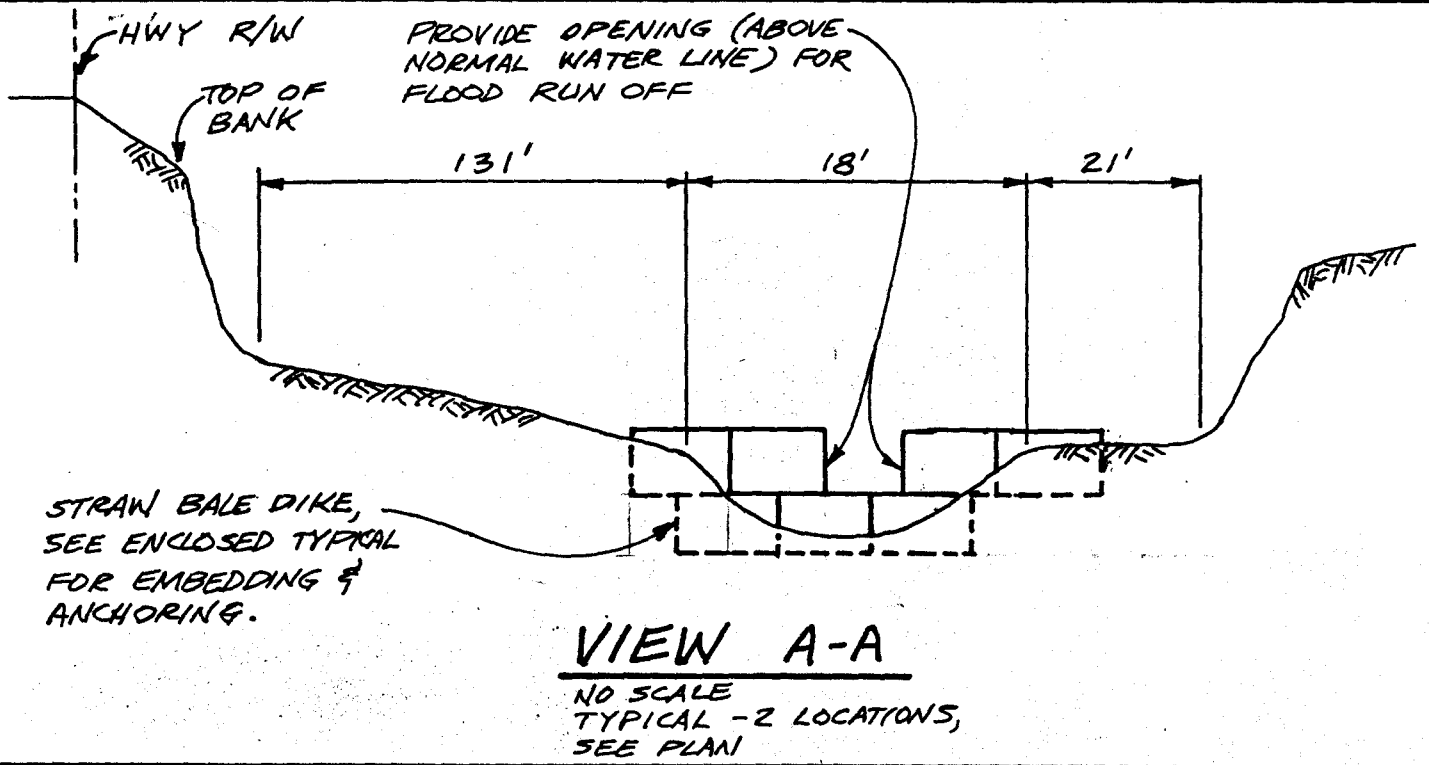 HWY R/W
PROVIDE OPENING (ABOVE
NORMAL WATER LINE) FOR
FLOOD RUN OFF
TOP OF
BANK
131'
18'
21'
STRAW BALE DIKE,
SEE ENCLOSED TYPICAL
FOR EMBEDDING &
ANCHORING.
VIEW A-A
NO SCALE
TYPICAL -2 LOCATIONS,
SEE PLAN